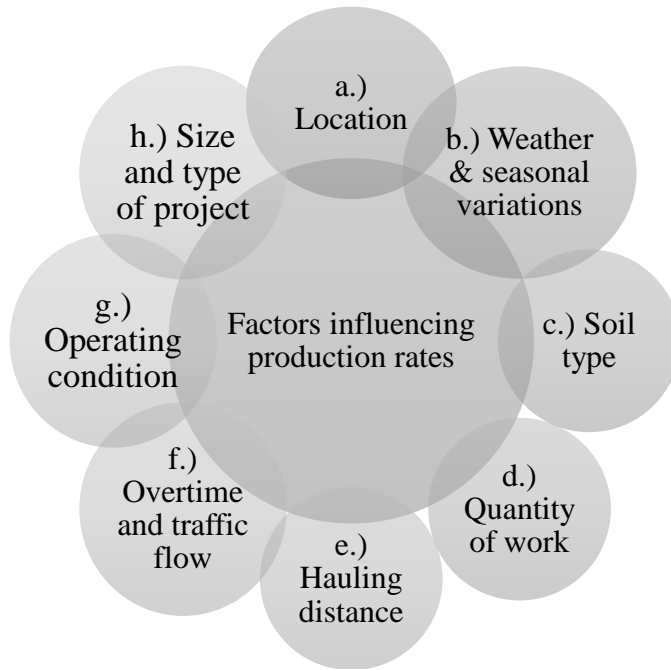 a.)
Location
b.) Weather
& seasonal
variations
c.) Soil
type
d.)
Quantity
of work
e.)
Hauling
distance
f.)
Overtime
and traffic
flow
g.)
Operating
condition
h.) Size
and type
of project
Factors influencing
production rates